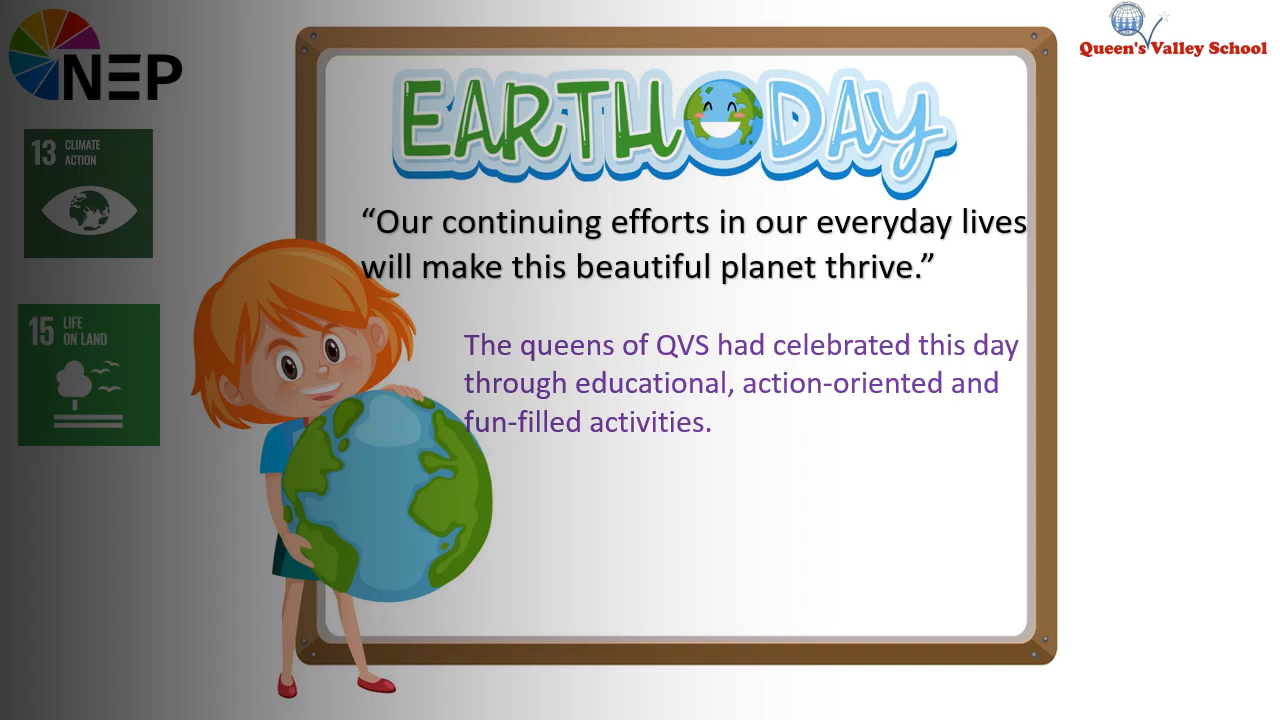 NEP
Queen's Valley School
13 CLIMATE
ACTION
EARTH DAY
“Our continuing efforts in our everyday lives
will make this beautiful planet thrive.”
15 LIFE
ON LAND
The queens of QVS had celebrated this day
through educational, action-oriented and
fun-filled activities.